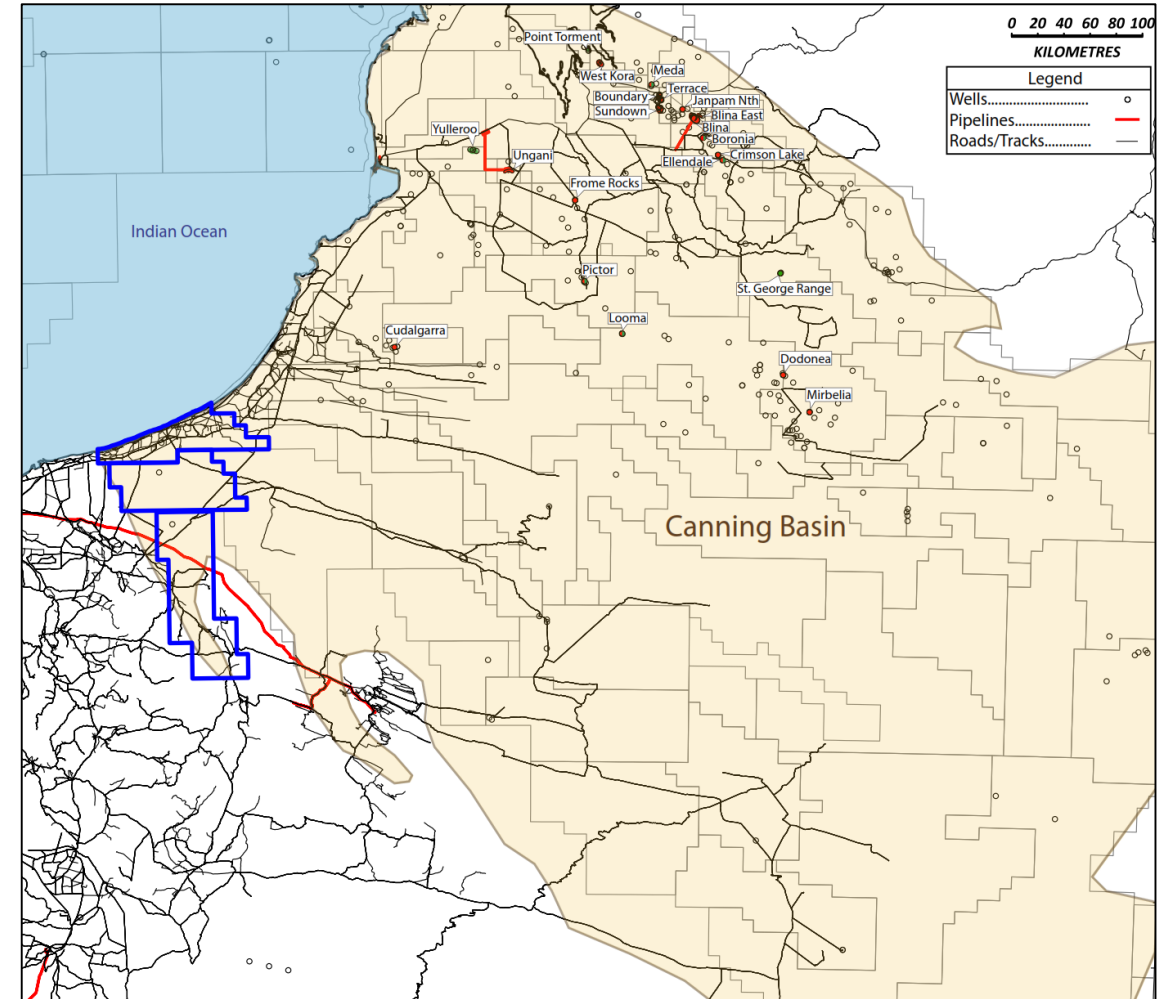 0 20 40 60 80 100
KILOMETRES
Legend
Wells............................
Pipelines......................
Roads/Tracks.............
Point Torment
West Kora
Meda
Terrace
Boundary
Janpam Nth
Sundown
Blina East
Blina
Boronia
Yulleroo
Ungani
Ellendale
Crimson Lake
Frome Rocks
Indian Ocean
Pictor
St. George Range
Looma
Cudalgarra
Dodonea
Mirbelia
Canning Basin